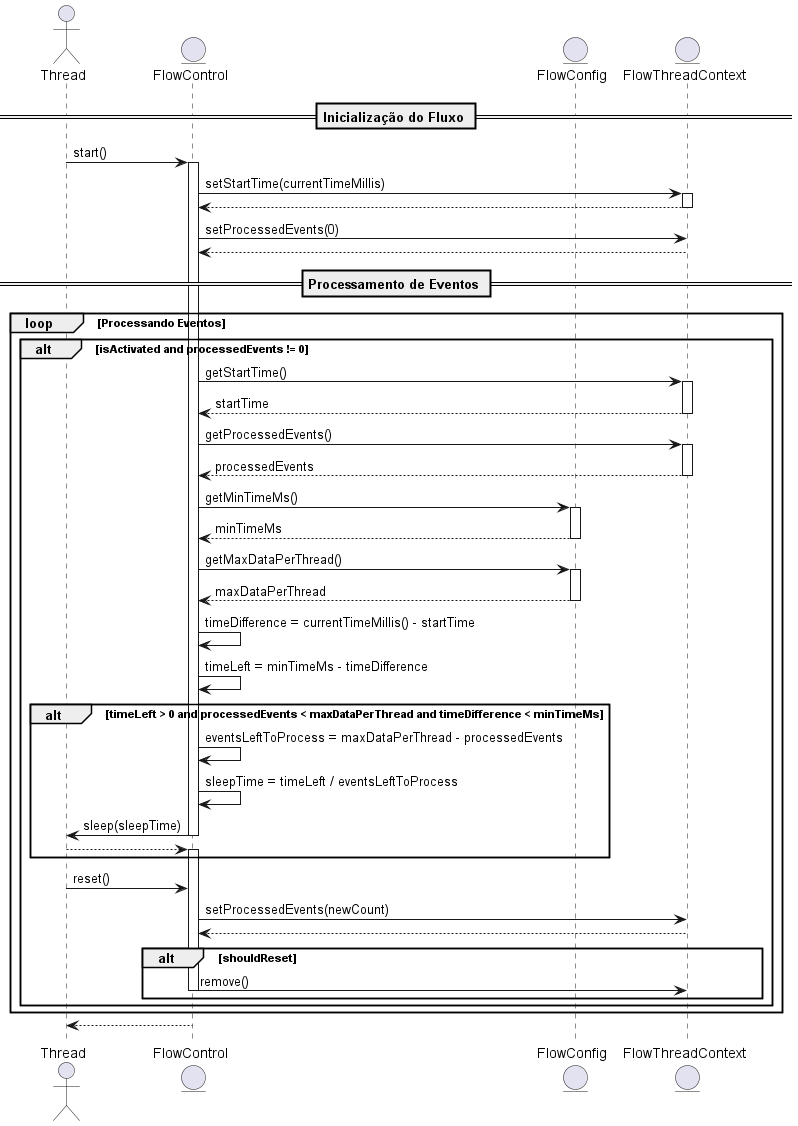 Thread
FlowControl
FlowConfig
FlowThreadContext
Inicialização do Fluxo
start()
setStartTime(currentTimeMillis)
setProcessedEvents(0)
Processamento de Eventos
loop
[Processando Eventos]
alt
[isActivated and processedEvents != 0]
getStartTime()
startTime
getProcessedEvents()
processedEvents
getMinTimeMs()
minTimeMs
getMaxDataPerThread()
maxDataPerThread
timeDifference = currentTimeMillis() - startTime
timeLeft = minTimeMs - timeDifference
alt
[timeLeft > 0 and processedEvents < maxDataPerThread and timeDifference < minTimeMs]
eventsLeftToProcess = maxDataPerThread - processedEvents
sleepTime = timeLeft / eventsLeftToProcess
sleep(sleepTime)
reset()
setProcessedEvents(newCount)
alt
[shouldReset]
remove()
Thread
FlowControl
FlowConfig
FlowThreadContext